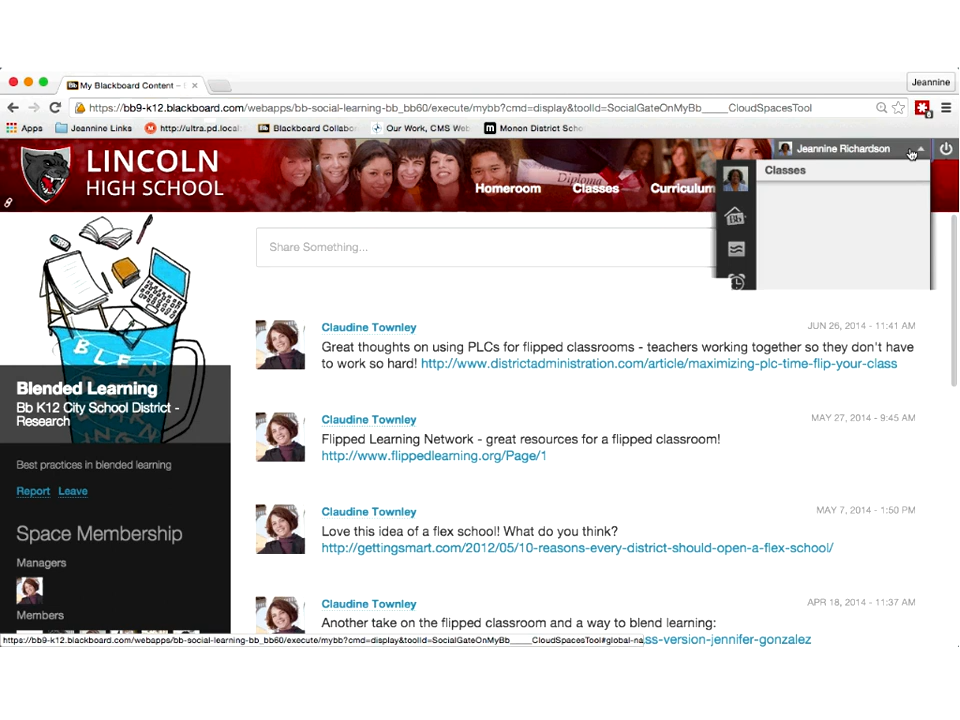 My Blackboard Content –
Jeannine
https://bb9-k12.blackboard.com/webapps/bb-social-learning-bb_bb60/execute/mybb?cmd=display&toolId=SocialGateOnMyBb_____CloudSpacesTool
Apps Jeannine Links http://ultra.pd.local: Blackboard Collabo Our Work, CMS Web Monon District Scho
LINCOLN
HIGH SCHOOL
Homeroom Classes Curriculum
Diploma
Jeannine Richardson
Classes
Bb
Share Something...
BLEN
Blended Learning
Bb K12 City School District -
Research
Best practices in blended learning
Report Leave
Space Membership
Managers
Members
Claudine Townley JUN 26, 2014 - 11:41 AM
Great thoughts on using PLCs for flipped classrooms - teachers working together so they don't have
to work so hard! http://www.districtadministration.com/article/maximizing-plc-time-flip-your-class
Claudine Townley MAY 27, 2014 - 9:45 AM
Flipped Learning Network - great resources for a flipped classroom!
http://www.flippedlearning.org/Page/1
Claudine Townley MAY 7, 2014 - 1:50 PM
Love this idea of a flex school! What do you think?
http://gettingsmart.com/2012/05/10-reasons-every-district-should-open-a-flex-school/
Claudine Townley APR 18, 2014 - 11:37 AM
Another take on the flipped classroom and a way to blend learning:
ss-version-jennifer-gonzalez
https://bb9-k12.blackboard.com/webapps/bb-social-learning-bb_bb60/execute/mybb?cmd=display&toolId=SocialGateOnMyBb_____CloudSpacesTool#global-na